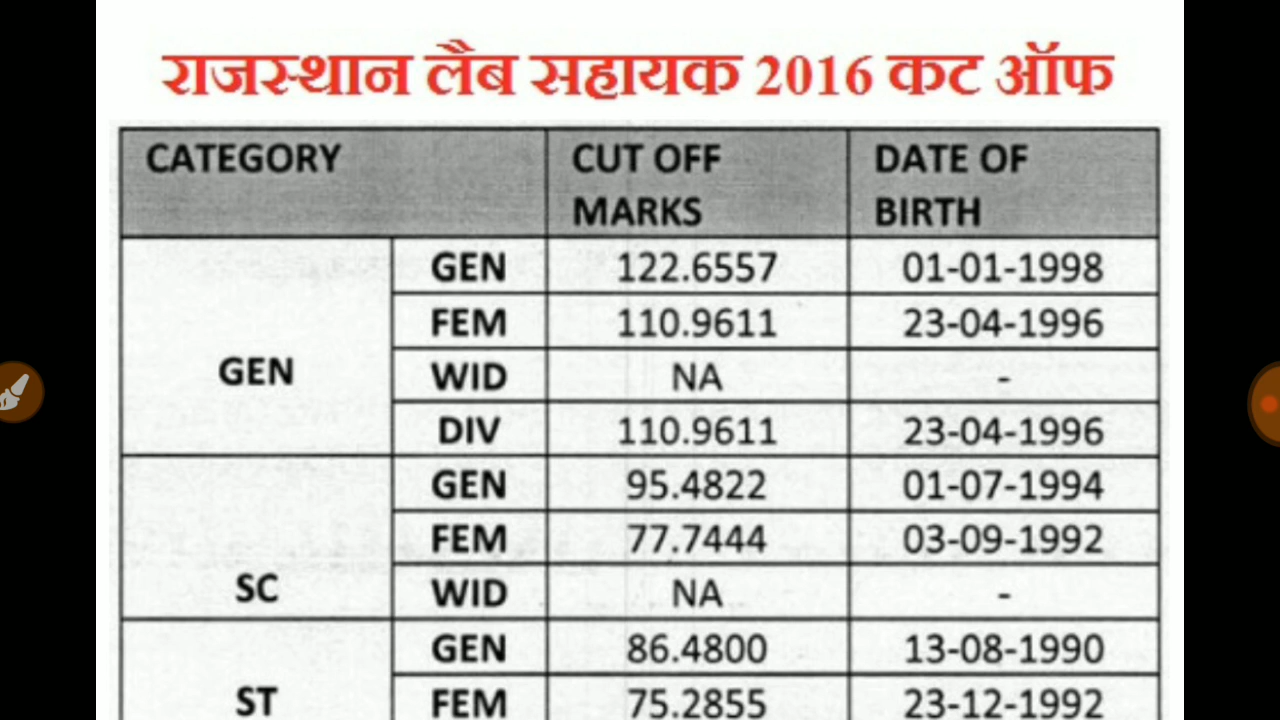 राजस्थान लैब सहायक 2016 कट ऑफ
CATEGORY CUT OFF MARKS DATE OF BIRTH
GEN GEN 122.6557 01-01-1998
FEM 110.9611 23-04-1996
WID NA -
DIV 110.9611 23-04-1996
SC GEN 95.4822 01-07-1994
FEM 77.7444 03-09-1992
WID NA -
ST GEN 86.4800 13-08-1990
FEM 75.2855 23-12-1992